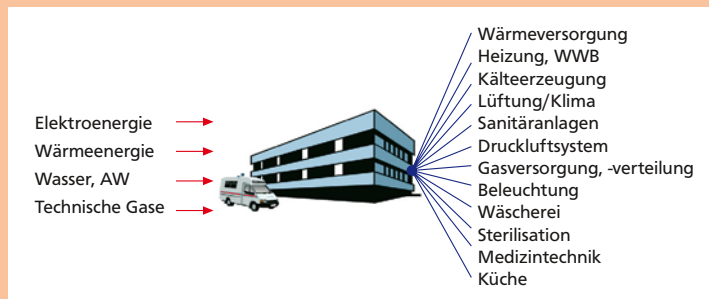 Elektroenergie
Wärmeenergie
Wasser, AW
Technische Gase
Wärmeversorgung
Heizung, WWB
Kälteerzeugung
Lüftung/Klima
Sanitäranlagen
Druckluftsystem
Gasversorgung, -verteilung
Beleuchtung
Wäscherei
Sterilisation
Medizintechnik
Küche